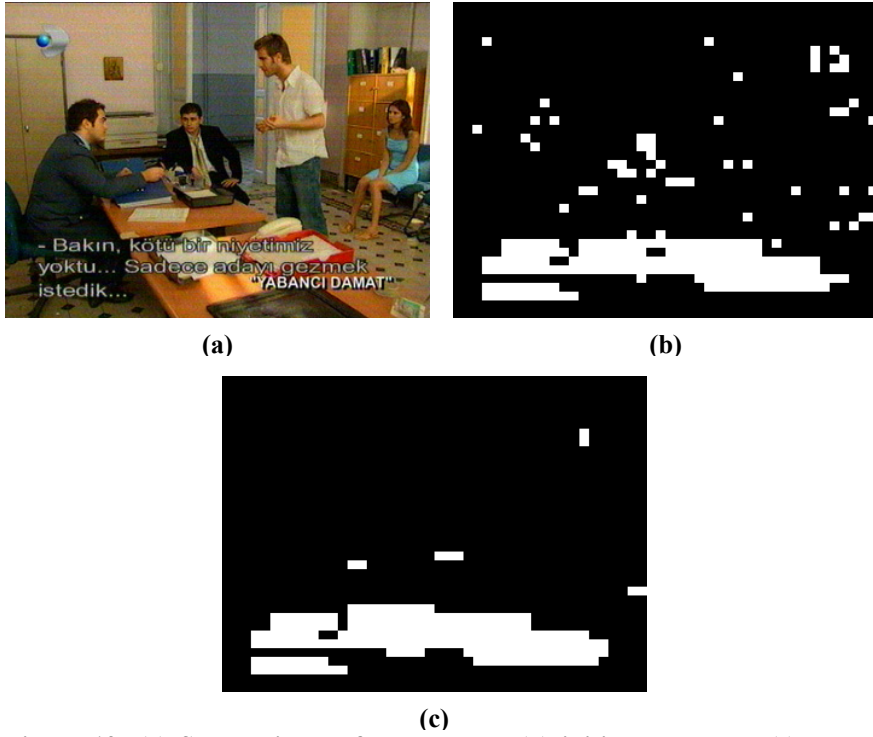 - Bakın, kötü bir niyetimiz
yoktu... Sadece adayı gezmek
istedik...
"YABANCI DAMAT"
(a)
(b)
(c)